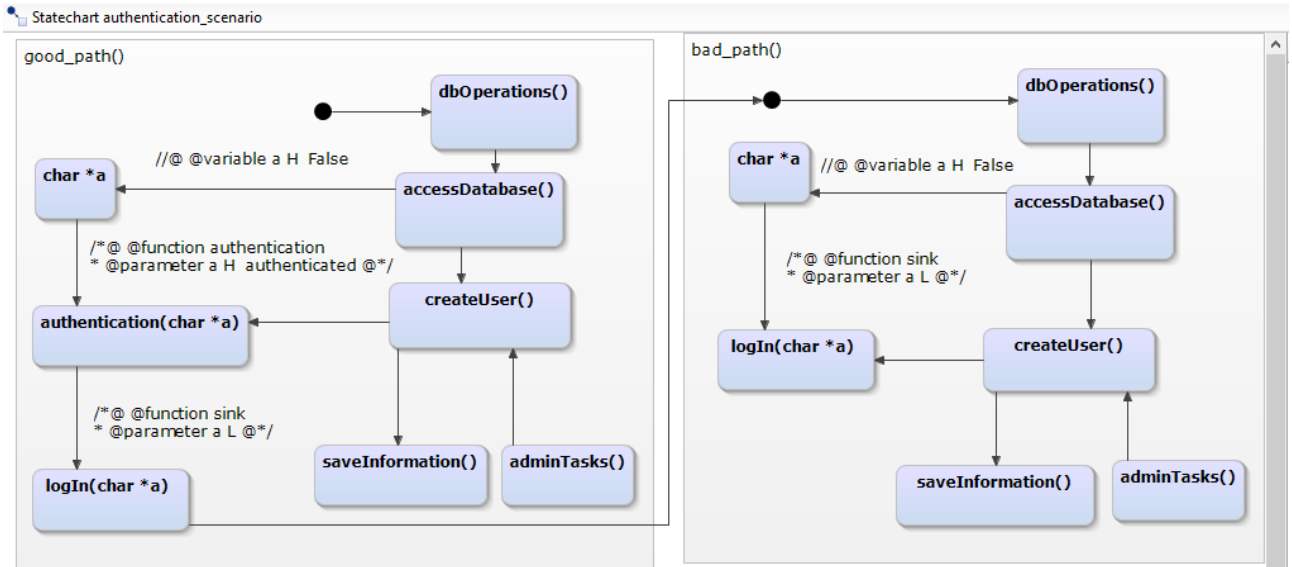 Statechart authentication_scenario
good_path()
dbOperations()
//@ @variable a H False
char *a
accessDatabase()
/*@ @function authentication
* @parameter a H authenticated @*/
createUser()
authentication(char *a)
/*@ @function sink
* @parameter a L @*/
saveInformation()
adminTasks()
logIn(char *a)
bad_path()
dbOperations()
char *a
//@ @variable a H False
accessDatabase()
/*@ @function sink
* @parameter a L @*/
logIn(char *a)
createUser()
saveInformation()
adminTasks()